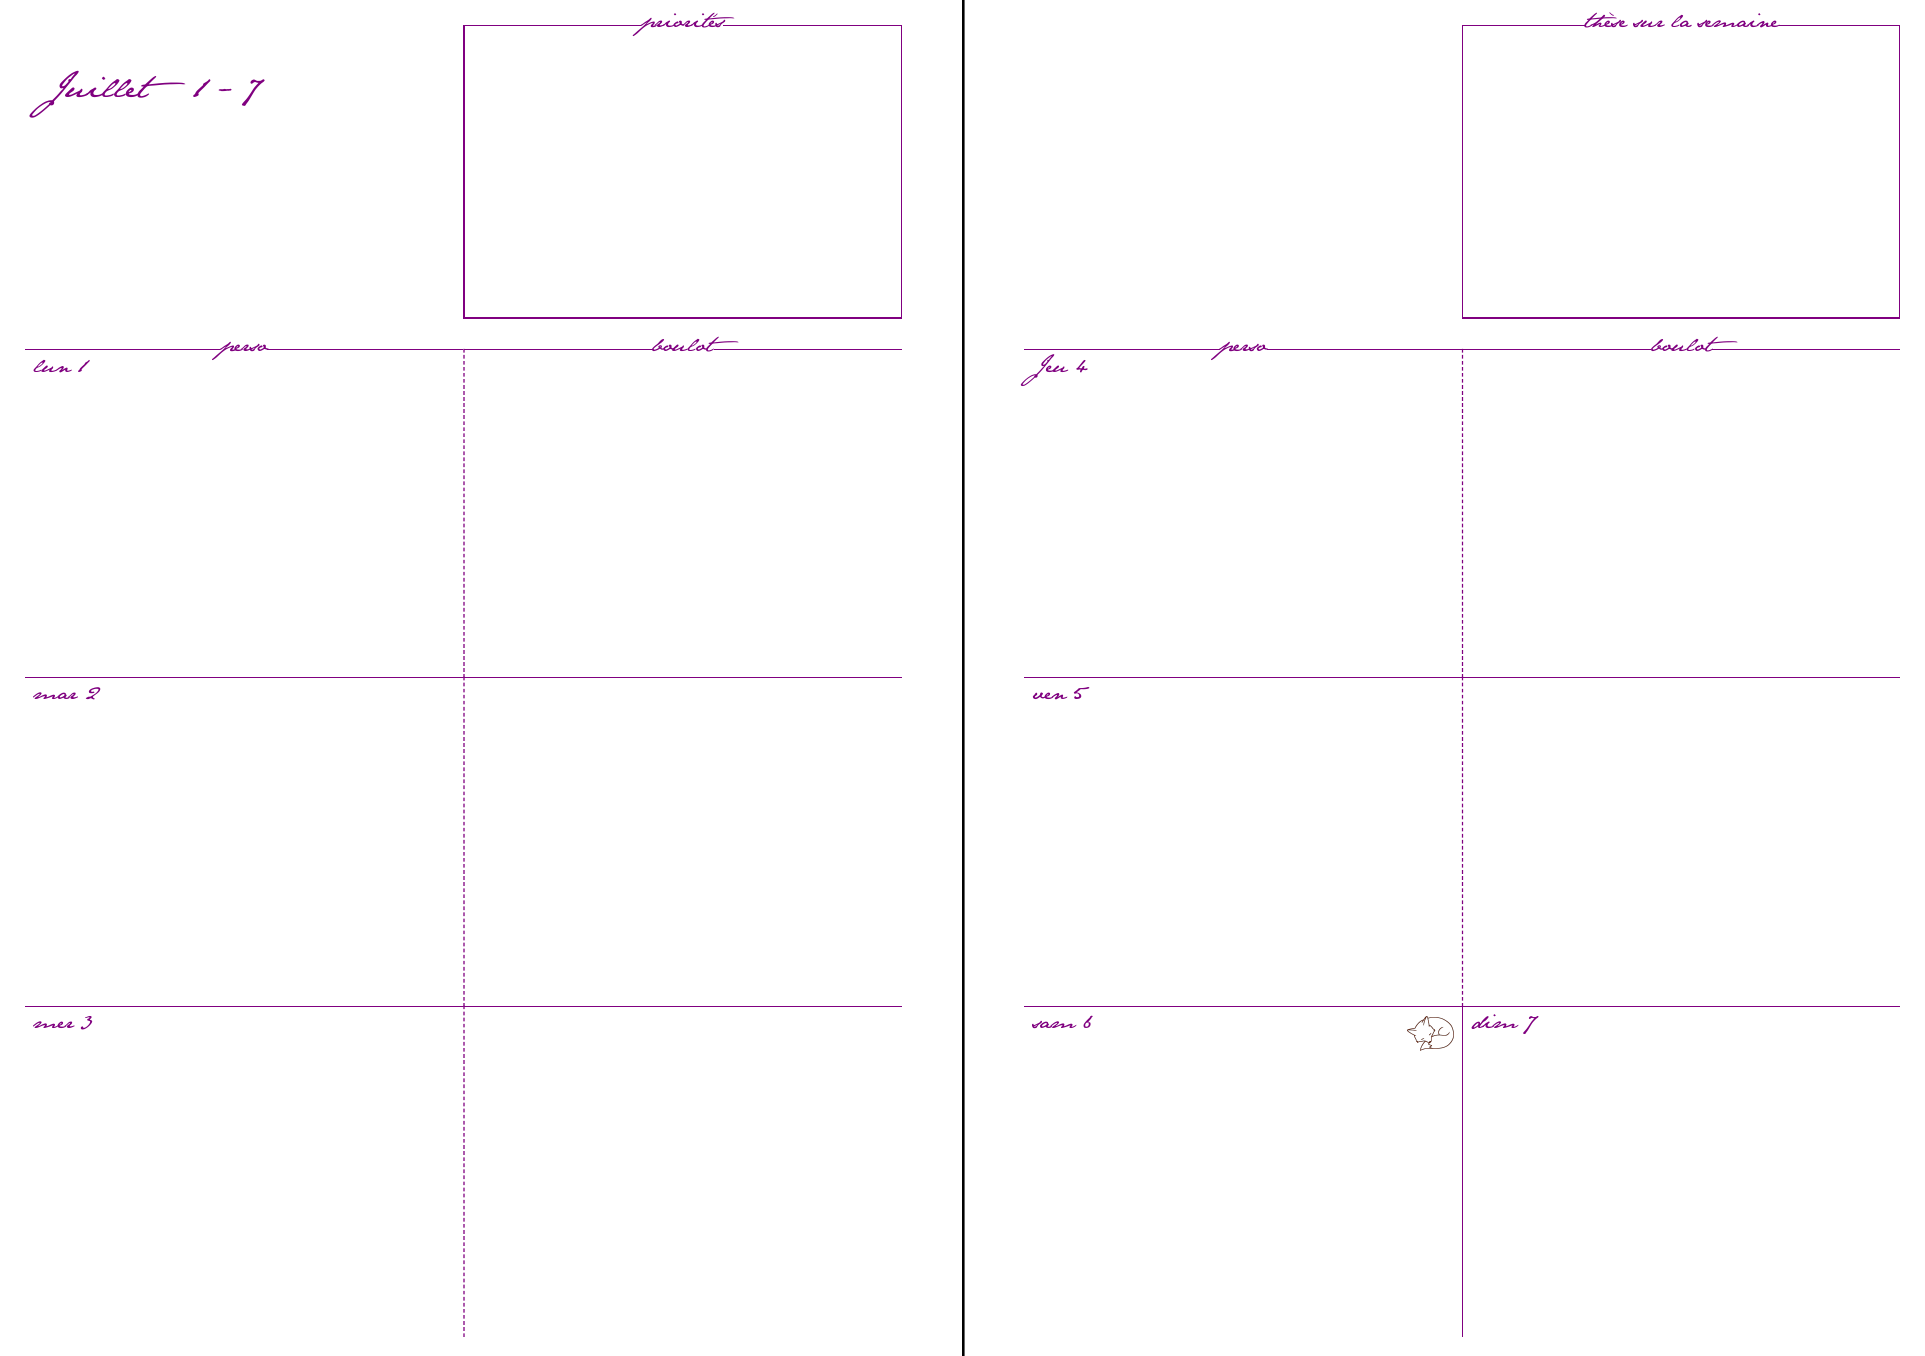 priorités
Juillet 1 - 7
perso
boulot
lun 1
mar 2
mer 3
thèse sur la semaine
perso
boulot
Jeu 4
ven 5
sam 6
dim 7